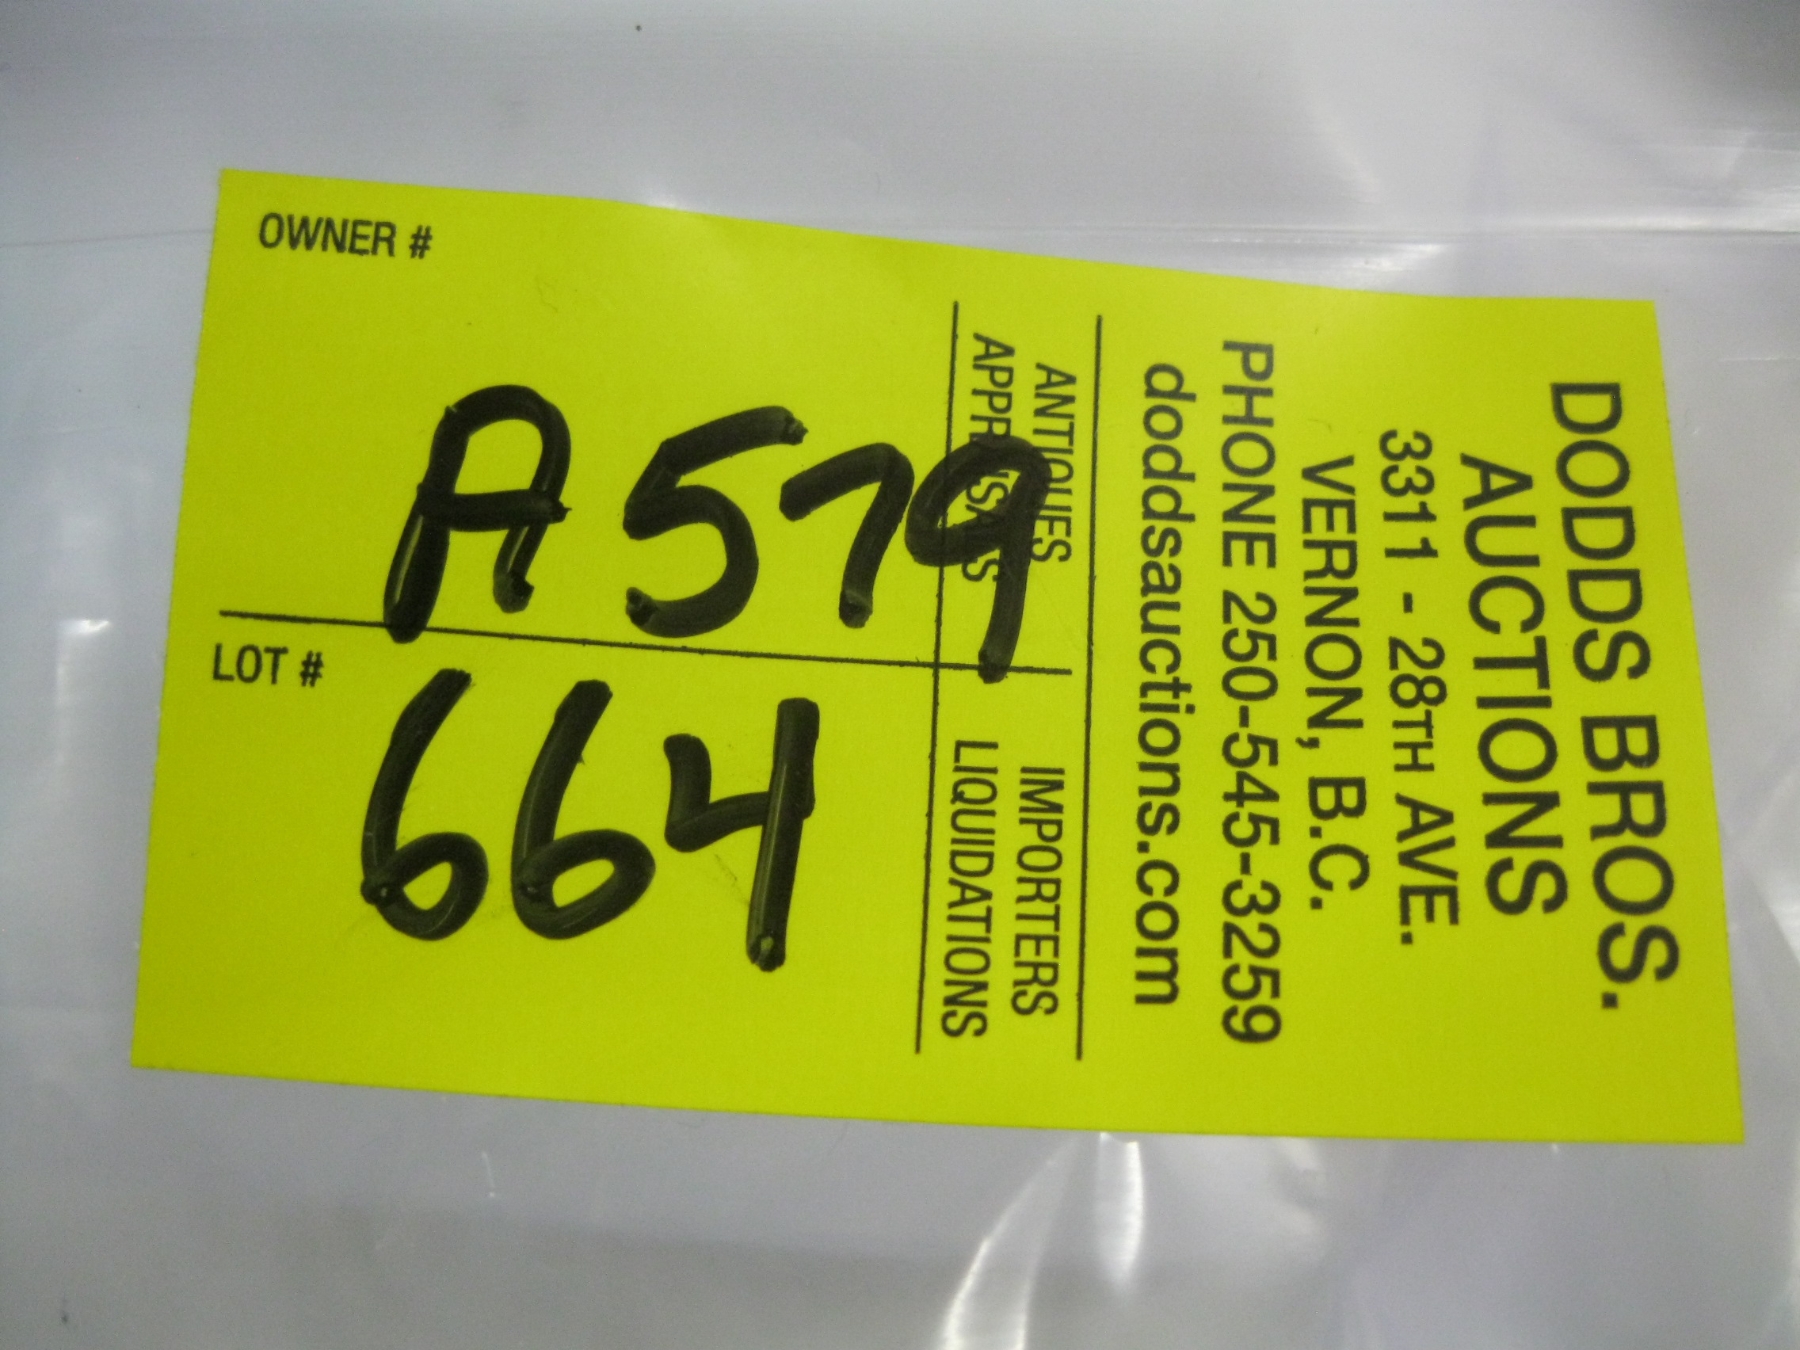 DODDS BROS.
AUCTIONS
3311 - 28TH AVE.
VERNON, B.C.
PHONE 250-545-3259
doddsauctions.com
ANTIQUES
APPRAISALS
IMPORTERS
LIQUIDATIONS
OWNER #
A579
LOT #
664